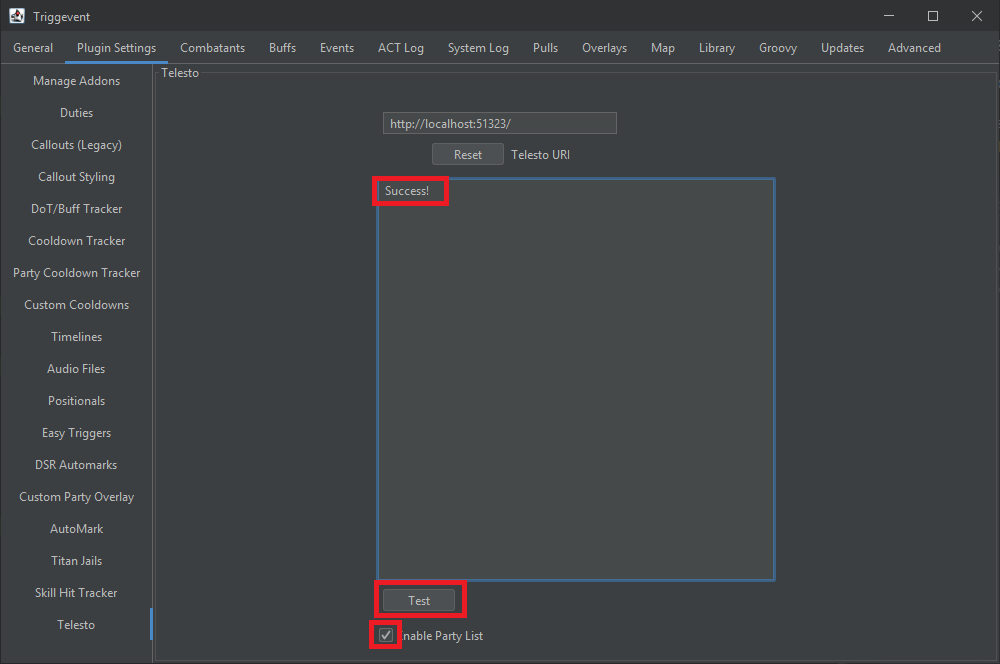 Triggevent
General Plugin Settings Combatants Buffs Events ACT Log System Log Pulls Overlays Map Library Groovy Updates Advanced
Manage Addons
Duties
Callouts (Legacy)
Callout Styling
DoT/Buff Tracker
Cooldown Tracker
Party Cooldown Tracker
Custom Cooldowns
Timelines
Audio Files
Positionals
Easy Triggers
DSR Automarks
Custom Party Overlay
AutoMark
Titan Jails
Skill Hit Tracker
Telesto
Telesto
http://localhost:51323/
Reset Telesto URI
Success!
Test
Enable Party List